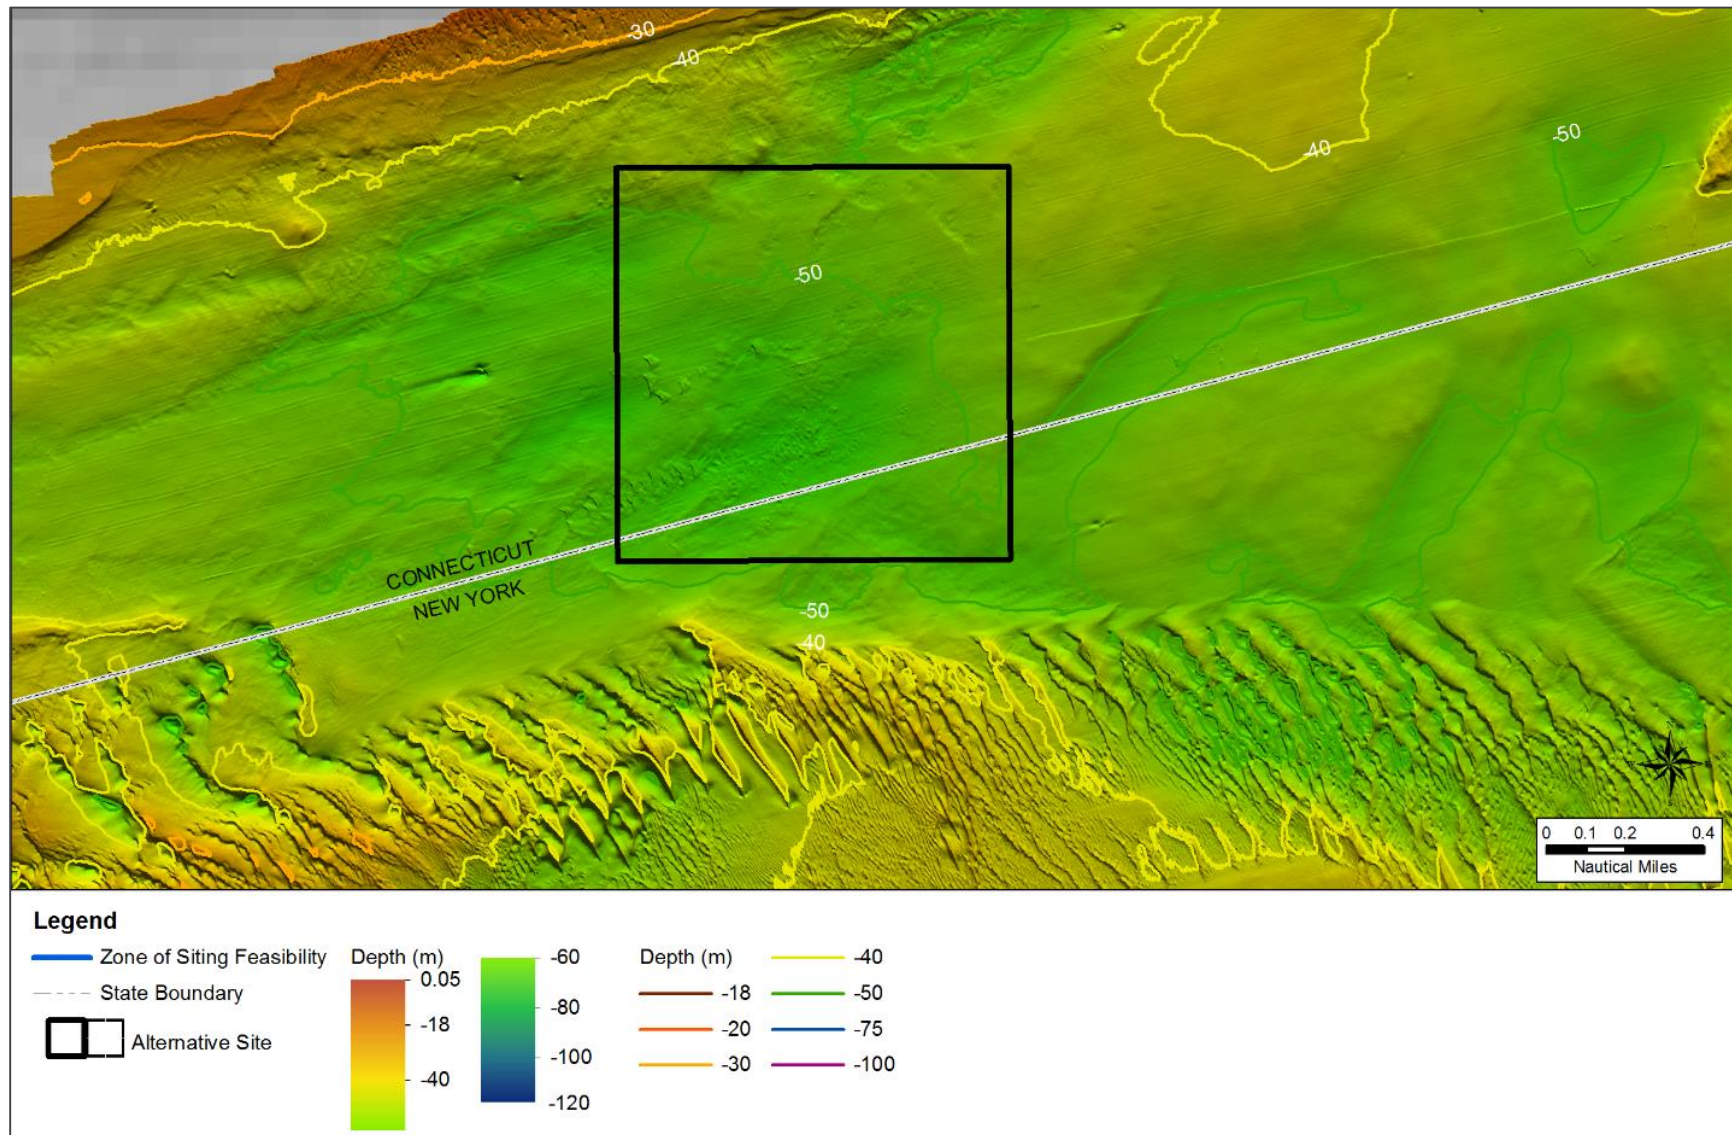 -30
-40
-50
-40
-50
CONNECTICUT
NEW YORK
-50
-40
0 0.1 0.2 0.4
Nautical Miles
Legend
Zone of Siting Feasibility
State Boundary
Alternative Site
Depth (m)
0.05
-18
-40
-60
-80
-100
-120
Depth (m)
-18
-20
-30
-40
-50
-75
-100